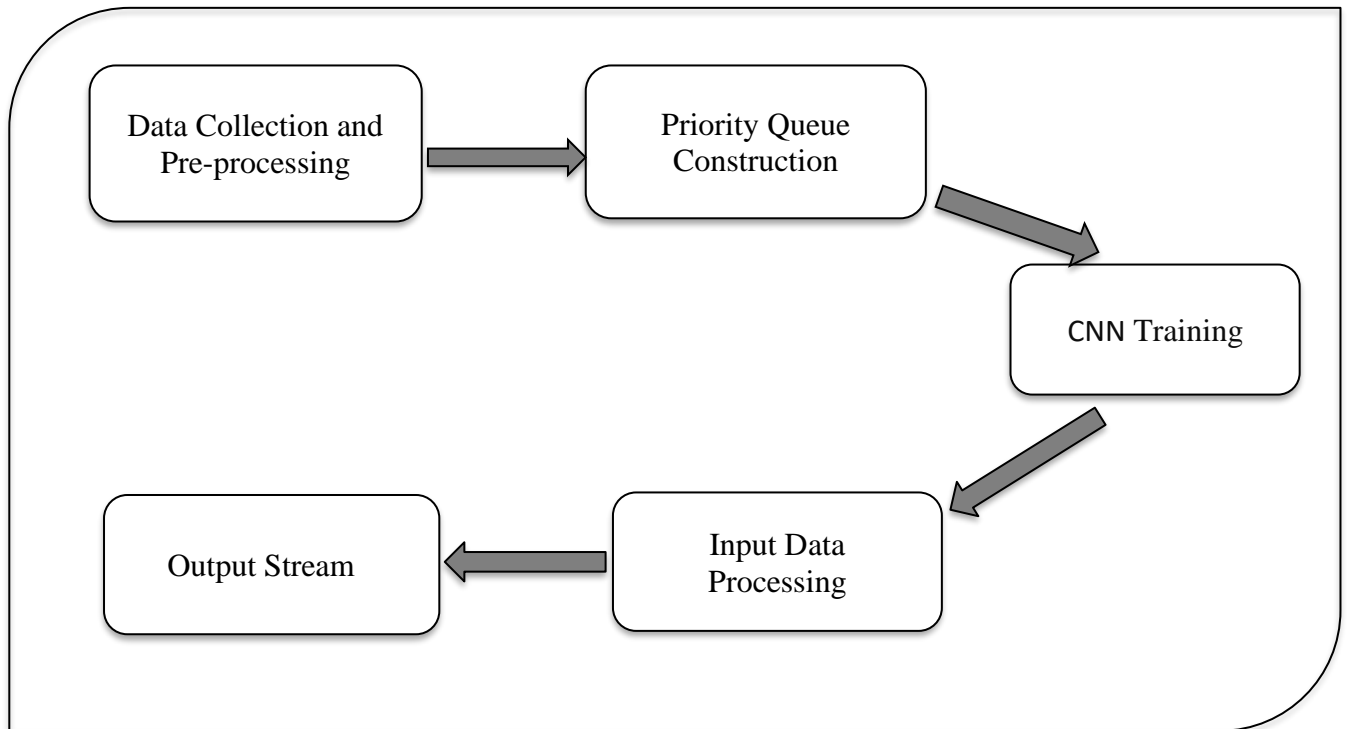 Data Collection and
Pre-processing
Priority Queue
Construction
CNN Training
Input Data
Processing
Output Stream